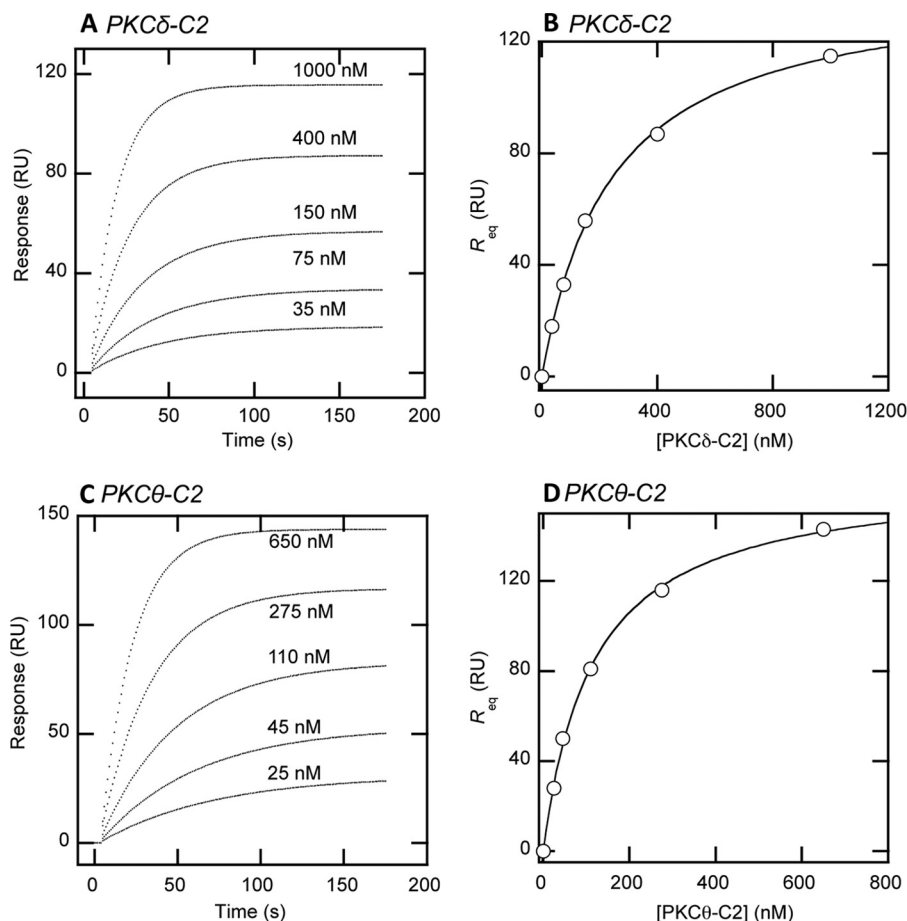 A PKCδ-C2
120
80
40
0
Response (RU)
1000 nM
400 nM
150 nM
75 nM
35 nM
0 50 100 150 200
Time (s)
B PKCδ-C2
120
80
40
0
Req (RU)
0 400 800 1200
[PKCδ-C2] (nM)
C PKCθ-C2
150
100
50
0
Response (RU)
650 nM
275 nM
110 nM
45 nM
25 nM
0 50 100 150 200
Time (s)
D PKCθ-C2
120
80
40
0
Req (RU)
0 200 400 600 800
[PKCθ-C2] (nM)